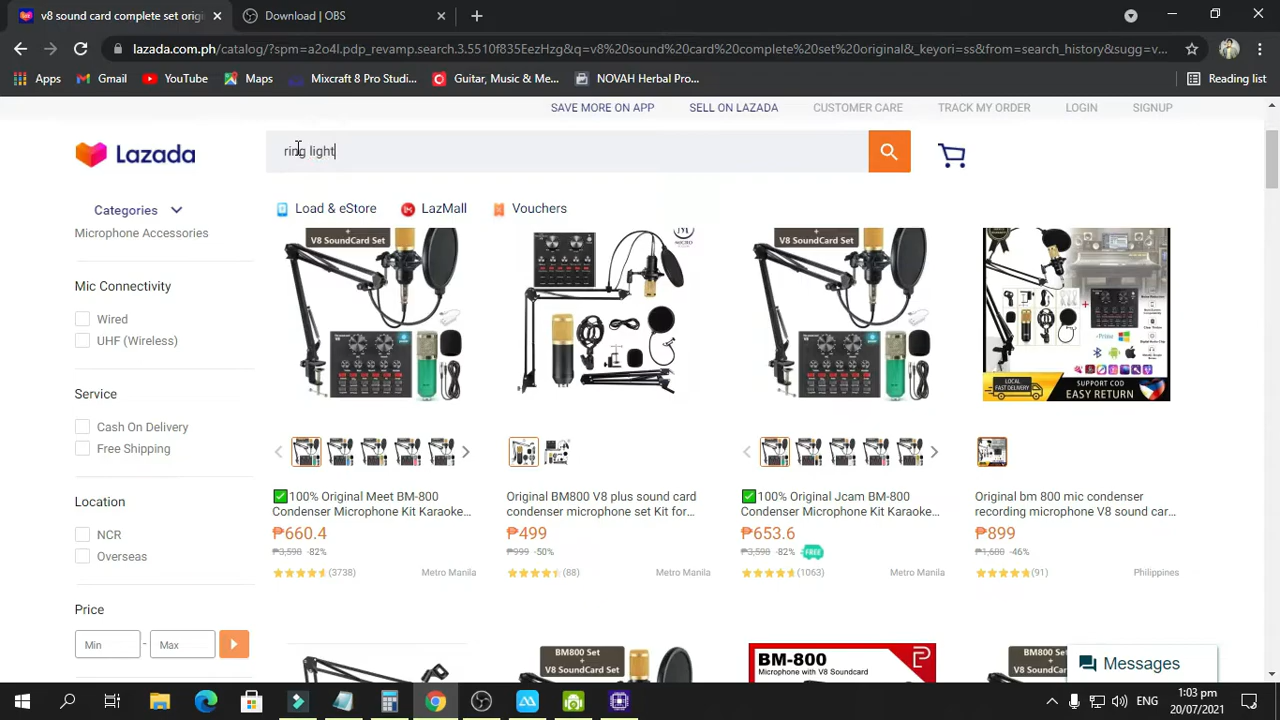 v8 sound card complete set origi
Download | OBS
lazada.com.ph/catalog/?spm=a2o4l.pdp_revamp.search.3.5510f835EezHzg&q=v8%20sound%20card%20complete%20set%20original&_keyori=ss&from=search_history&sugg=v...
Apps
Gmail
YouTube
Maps
Mixcraft 8 Pro Studi...
Guitar, Music & Me...
NOVAH Herbal Pro...
Reading list
SAVE MORE ON APP
SELL ON LAZADA
CUSTOMER CARE
TRACK MY ORDER
LOGIN
SIGNUP
Lazada
ring light
Categories
Load & eStore
LazMall
Vouchers
Microphone Accessories
Mic Connectivity
Wired
UHF (Wireless)
Service
Cash On Delivery
Free Shipping
Location
NCR
Overseas
Price
Min - Max
V8 SoundCard Set
V8 SoundCard Set
LOCAL
FAST DELIVERY
SUPPORT COD
EASY RETURN
✅100% Original Meet BM-800
Condenser Microphone Kit Karaoke...
₱660.4
₱3,598 -82%
(3738)
Metro Manila
Original BM800 V8 plus sound card
condenser microphone set Kit for...
₱499
₱999 -50%
(88)
Metro Manila
✅100% Original Jcam BM-800
Condenser Microphone Kit Karaoke...
₱653.6
₱3,598 -82% FREE
(1063)
Metro Manila
Original bm 800 mic condenser
recording microphone V8 sound car...
₱899
₱1,680 -46%
(91)
Philippines
BM800 Set
V8 SoundCard Set
BM-800
Microphone with V8 Soundcard
BM800 Set
Messages
ENG
1:03 pm
20/07/2021